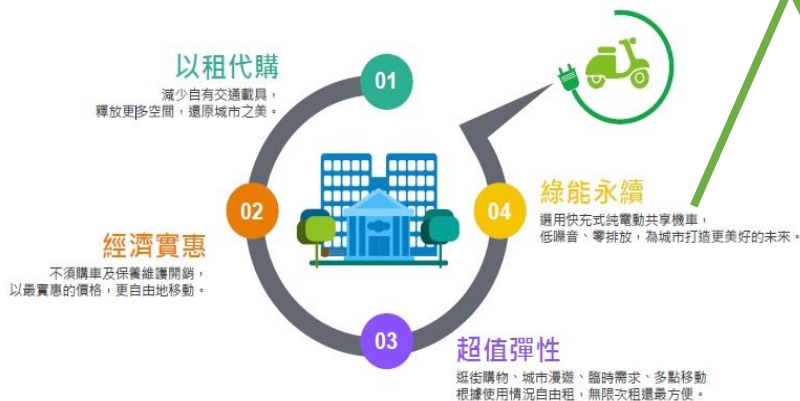 01
以租代購
減少自有交通載具，
釋放更多空間，還原城市之美。
02
經濟實惠
不須購車及保養維護開銷，
以最實惠的價格，更自由地移動。
03
超值彈性
逛街購物、城市漫遊、臨時需求、多點移動
根據使用情況自由租，無限次租還最方便。
04
綠能永續
選用快充式純電動共享機車，
低噪音、零排放，為城市打造更美好的未來。